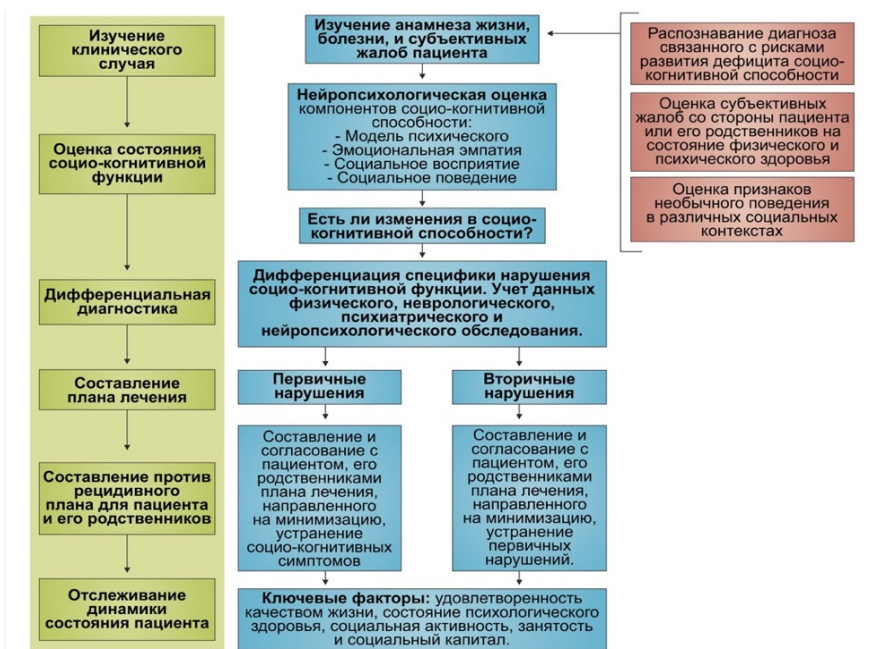 Изучение
клинического
случая
Оценка состояния
социо-когнитивной
функции
Дифференциальная
диагностика
Составление
плана лечения
Составление против
рецидивного
плана для пациента
и его родственников
Отслеживание
динамики
состояния пациента
Изучение анамнеза жизни,
болезни, и субъективных
жалоб пациента
Нейропсихологическая оценка
компонентов социо-когнитивной
способности:
- Модель психического
- Эмоциональная эмпатия
- Социальное восприятие
- Социальное поведение
Есть ли изменения в социо-
когнитивной способности?
Дифференциация специфики нарушения
социо-когнитивной функции. Учет данных
физического, неврологического,
психиатрического и
нейропсихологического обследования.
Первичные
нарушения
Составление и
согласование с
пациентом, его
родственниками
плана лечения,
направленного
на минимизацию,
устранение
социо-когнитивных
симптомов
Вторичные
нарушения
Составление и
согласование с
пациентом, его
родственниками
плана лечения,
направленного
на минимизацию,
устранение
первичных
нарушений.
Ключевые факторы: удовлетворенность
качеством жизни, состояние психологического
здоровья, социальная активность, занятость
и социальный капитал.
Распознавание диагноза
связанного с рисками
развития дефицита социо-
когнитивной способности
Оценка субъективных
жалоб со стороны пациента
или его родственников на
состояние физического и
психического здоровья
Оценка признаков
необычного поведения
в различных социальных
контекстах